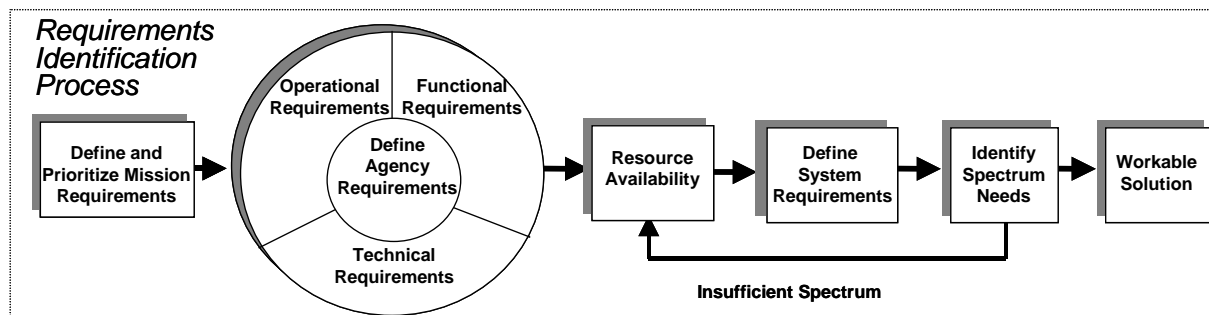 Requirements
Identification
Process
Define and
Prioritize Mission
Requirements
Operational
Requirements
Functional
Requirements
Define
Agency
Requirements
Technical
Requirements
Resource
Availability
Define
System
Requirements
Identify
Spectrum
Needs
Workable
Solution
Insufficient Spectrum